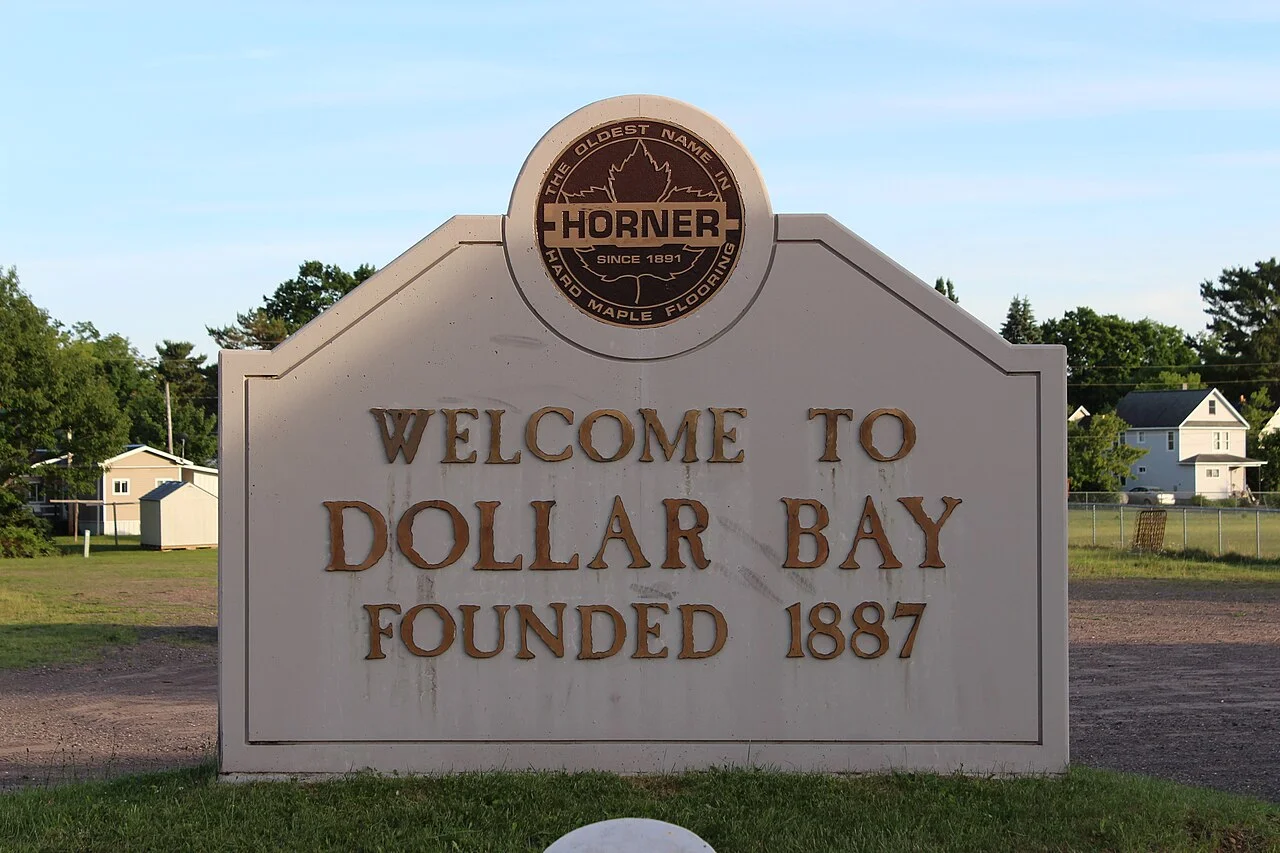 THE OLDEST NAME IN
HORNER
SINCE 1891
HARD MAPLE FLOORING
WELCOME TO
DOLLAR BAY
FOUNDED 1887